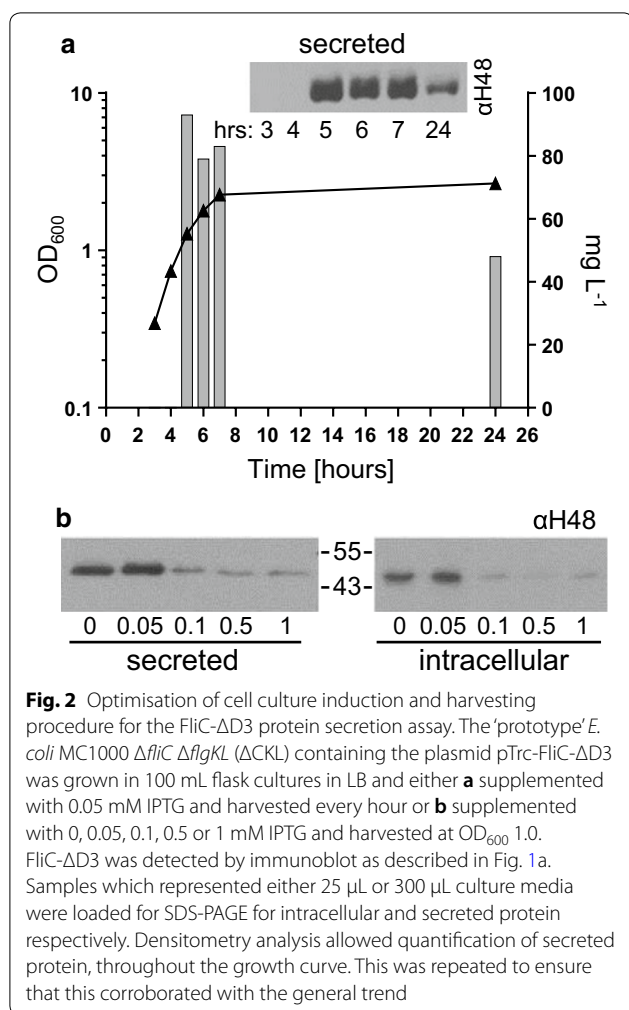 a
secreted
αH48
hrs: 3 4 5 6 7 24
10
1
0.1
OD600
100
80
60
40
20
0
mg L-1
0 2 4 6 8 10 12 14 16 18 20 22 24 26
Time [hours]
b
αH48
-55-
-43-
0 0.05 0.1 0.5 1
secreted
0 0.05 0.1 0.5 1
intracellular
Fig. 2 Optimisation of cell culture induction and harvesting
procedure for the FliC-ΔD3 protein secretion assay. The ‘prototype’ E.
coli MC1000 ΔfliC ΔflgKL (ΔCKL) containing the plasmid pTrc-FliC-ΔD3
was grown in 100 mL flask cultures in LB and either a supplemented
with 0.05 mM IPTG and harvested every hour or b supplemented
with 0, 0.05, 0.1, 0.5 or 1 mM IPTG and harvested at OD600 1.0.
FliC-ΔD3 was detected by immunoblot as described in Fig. 1a.
Samples which represented either 25 μL or 300 μL culture media
were loaded for SDS-PAGE for intracellular and secreted protein
respectively. Densitometry analysis allowed quantification of secreted
protein, throughout the growth curve. This was repeated to ensure
that this corroborated with the general trend